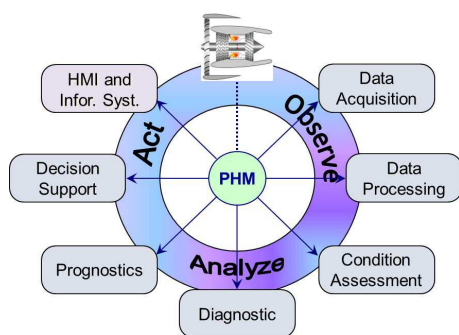 HMI and
Infor. Syst.
Data
Acquisition
Act
Observe
Decision
Support
PHM
Data
Processing
Prognostics
Analyze
Condition
Assessment
Diagnostic